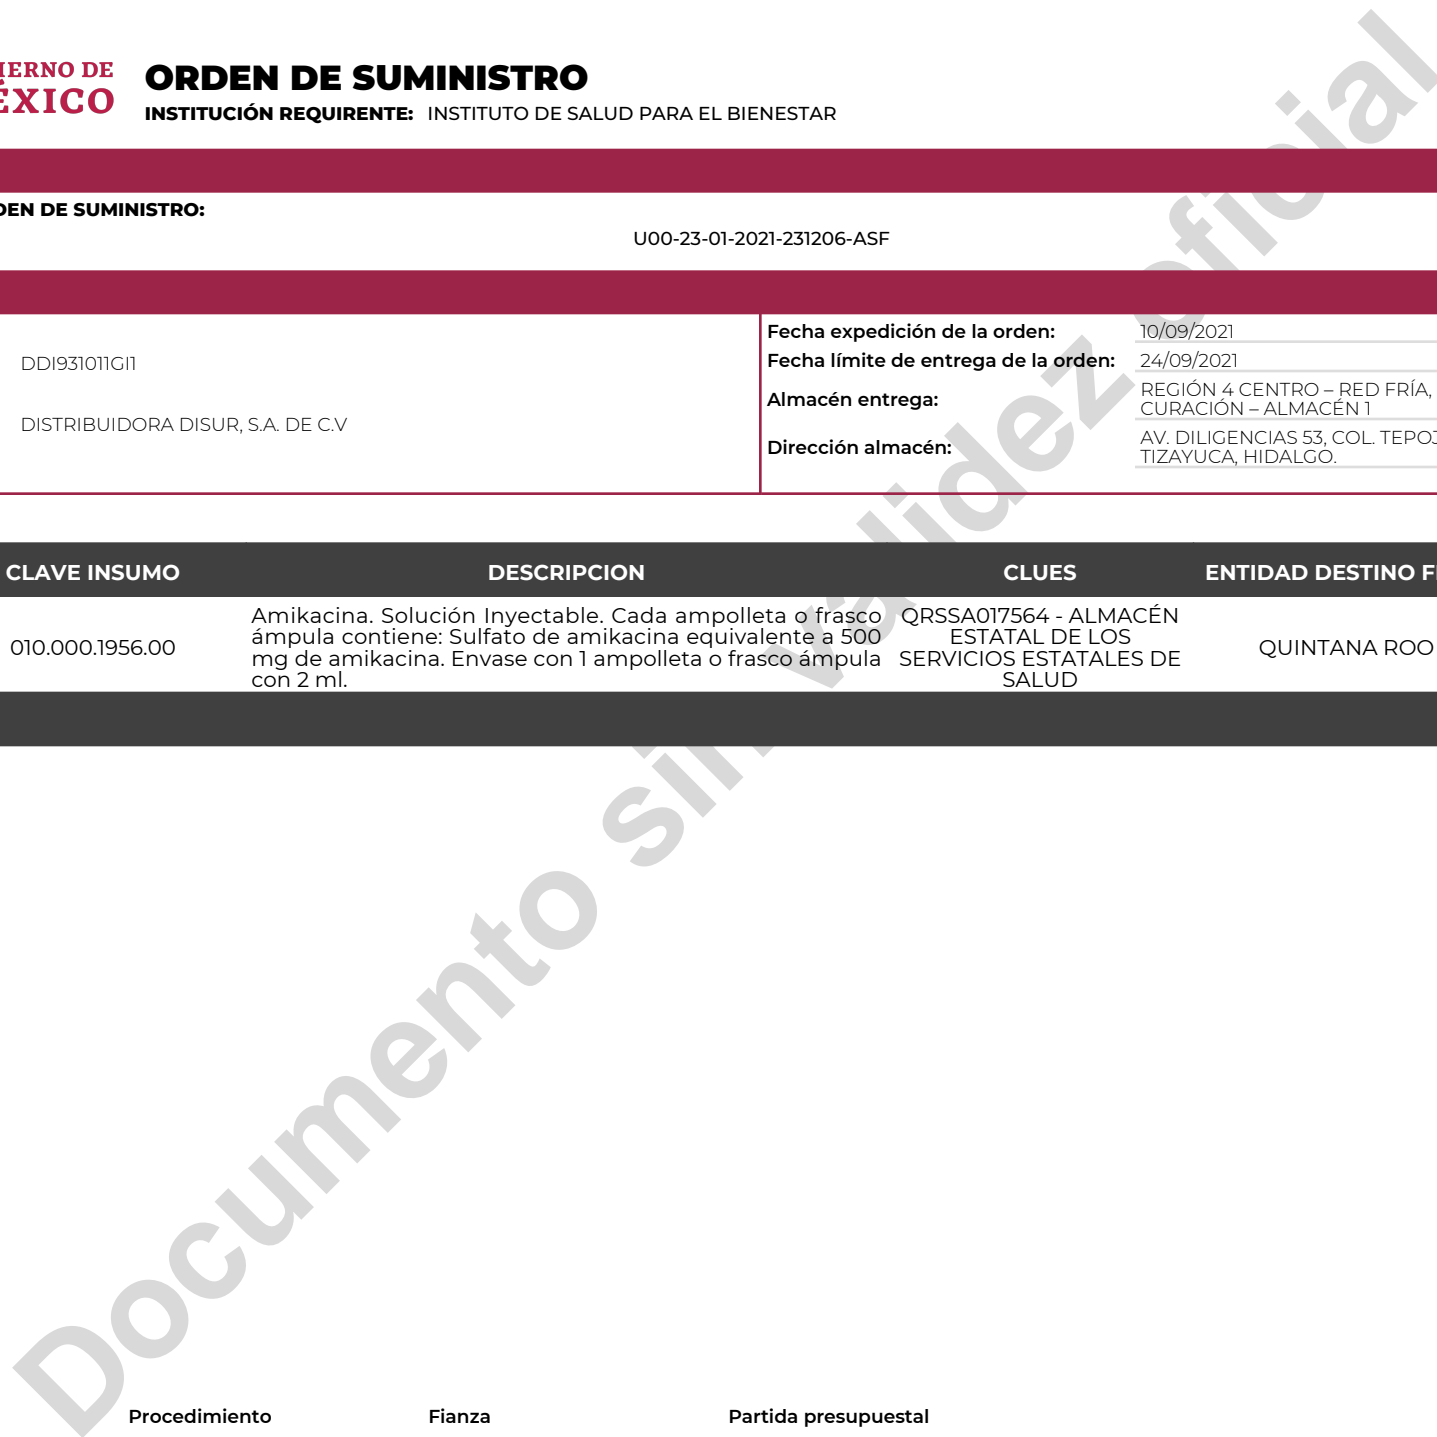 IERNO DE
ÉXICO
ORDEN DE SUMINISTRO
INSTITUCIÓN REQUIRENTE: INSTITUTO DE SALUD PARA EL BIENESTAR
DEN DE SUMINISTRO:
U00-23-01-2021-231206-ASF
DDI931011GI1
DISTRIBUIDORA DISUR, S.A. DE C.V
Fecha expedición de la orden: 10/09/2021
Fecha límite de entrega de la orden: 24/09/2021
Almacén entrega: REGIÓN 4 CENTRO – RED FRÍA,
CURACIÓN – ALMACÉN 1
Dirección almacén: AV. DILIGENCIAS 53, COL. TEPOJ
TIZAYUCA, HIDALGO.
CLAVE INSUMO DESCRIPCION CLUES ENTIDAD DESTINO F
010.000.1956.00
Amikacina. Solución Inyectable. Cada ampolleta o frasco
ámpula contiene: Sulfato de amikacina equivalente a 500
mg de amikacina. Envase con 1 ampolleta o frasco ámpula
con 2 ml.
QRSSA017564 - ALMACÉN
ESTATAL DE LOS
SERVICIOS ESTATALES DE
SALUD
QUINTANA ROO
Documento sin validez oficial
Procedimiento Fianza Partida presupuestal